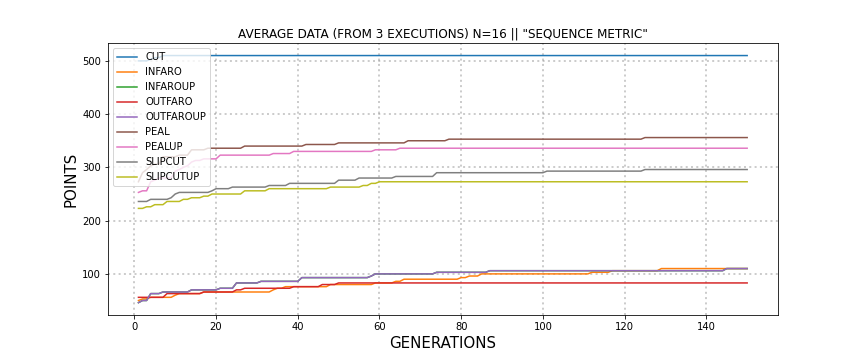 AVERAGE DATA (FROM 3 EXECUTIONS) N=16 || "SEQUENCE METRIC"
500
400
300
200
100
POINTS
CUT
INFARO
INFAROUP
OUTFARO
OUTFAROUP
PEAL
PEALUP
SLIPCUT
SLIPCUTUP
0
20
40
60
80
100
120
140
GENERATIONS